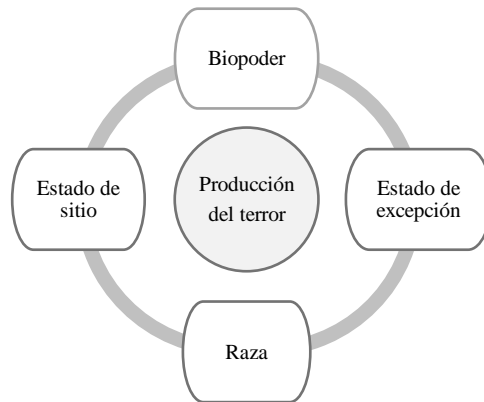 Biopoder
Estado de
sitio
Producción
del terror
Estado de
excepción
Raza